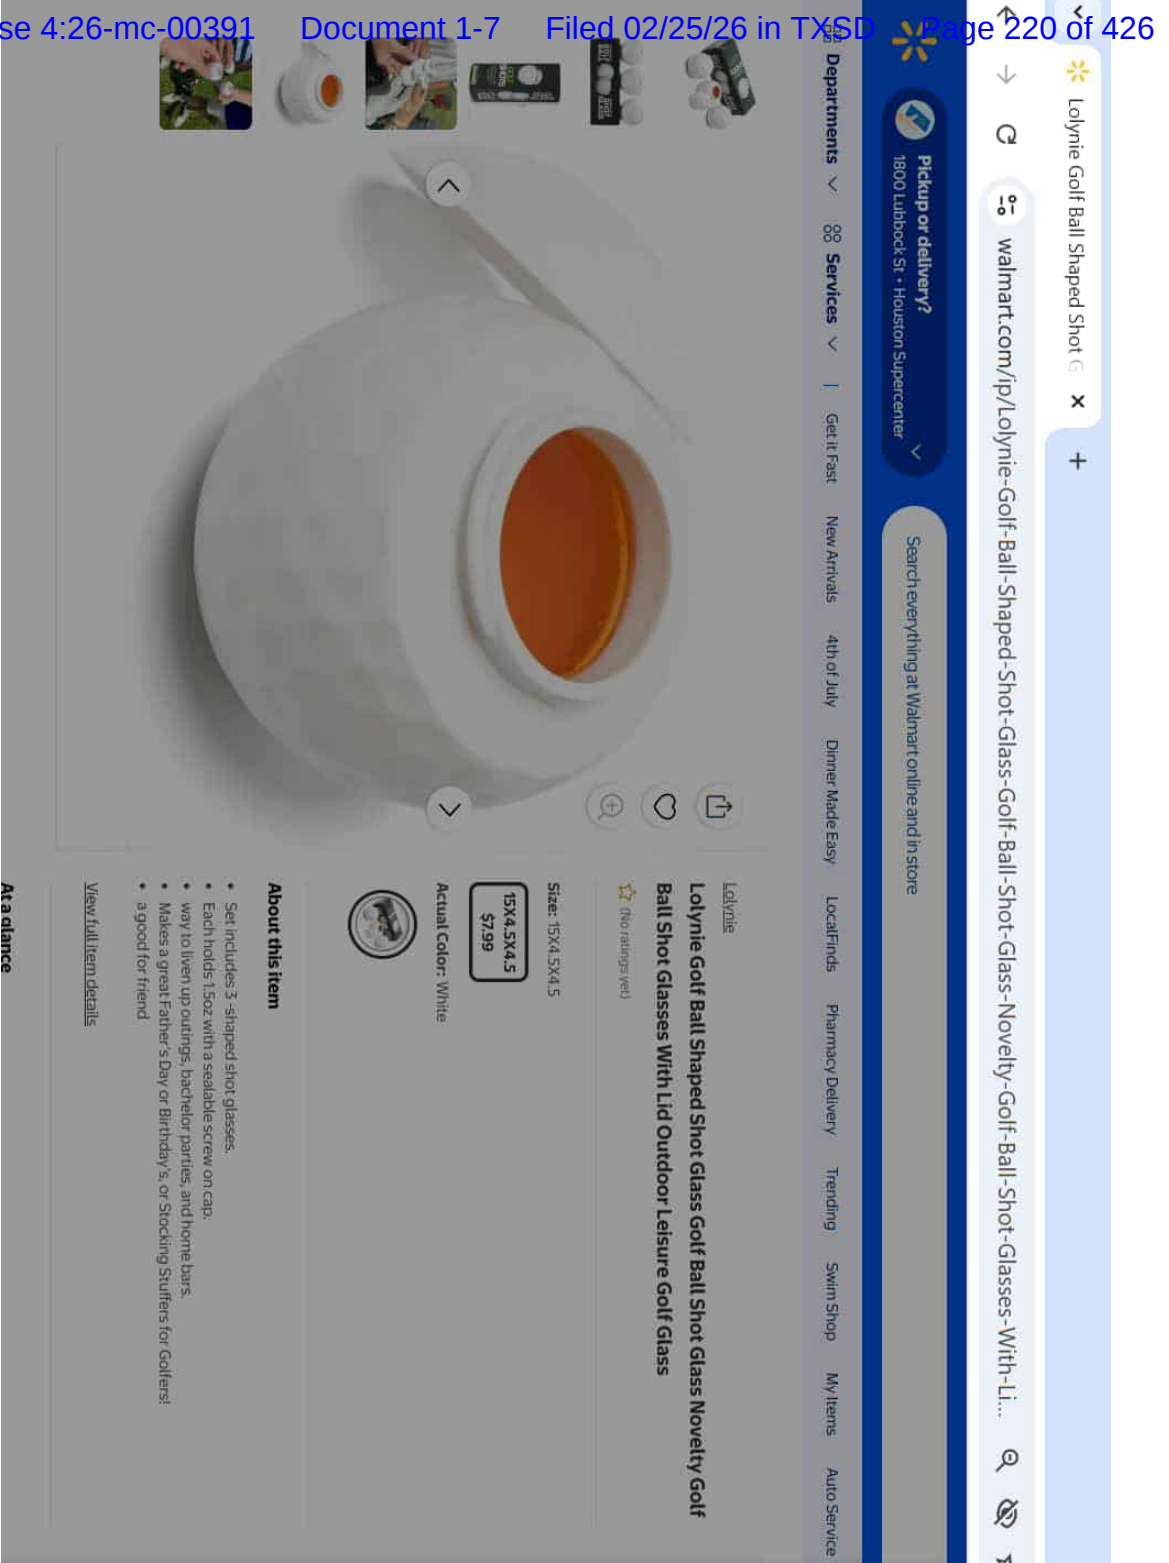 se 4:26-mc-00391 Document 1-7 Filed 02/25/26 in TXSD Page 220 of 426
Lolynie Golf Ball Shaped Shot G
walmart.com/ip/Lolynie-Golf-Ball-Shaped-Shot-Glass-Golf-Ball-Shot-Glass-Novelty-Golf-Ball-Shot-Glasses-With-Li...
Pickup or delivery?
1800 Lubbock St • Houston Supercenter
Search everything at Walmart online and in store
Departments Services | Get it Fast New Arrivals 4th of July Dinner Made Easy Local Finds Pharmacy Delivery Trending Swim Shop My Items Auto Service
Lolynie
Lolynie Golf Ball Shaped Shot Glass Golf Ball Shot Glass Novelty Golf
Ball Shot Glasses With Lid Outdoor Leisure Golf Glass
(No ratings yet)
Size: 15X4.5X4.5
15X4.5X4.5
$7.99
Actual Color: White
About this item
• Set includes 3 -shaped shot glasses.
• Each holds 1.5oz with a sealable screw on cap.
• way to liven up outings, bachelor parties, and home bars.
• Makes a great Father's Day or Birthday's, or Stocking Stuffers for Golfers!
• a good for friend
View full item details
At a glance